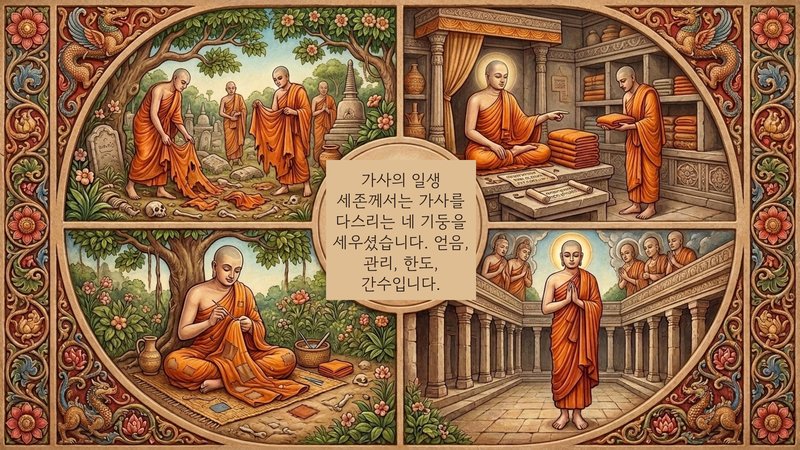 가사의 일생
세존께서는 가사를
다스리는 네 기둥을
세우셨습니다. 얻음,
관리, 한도,
간수입니다.